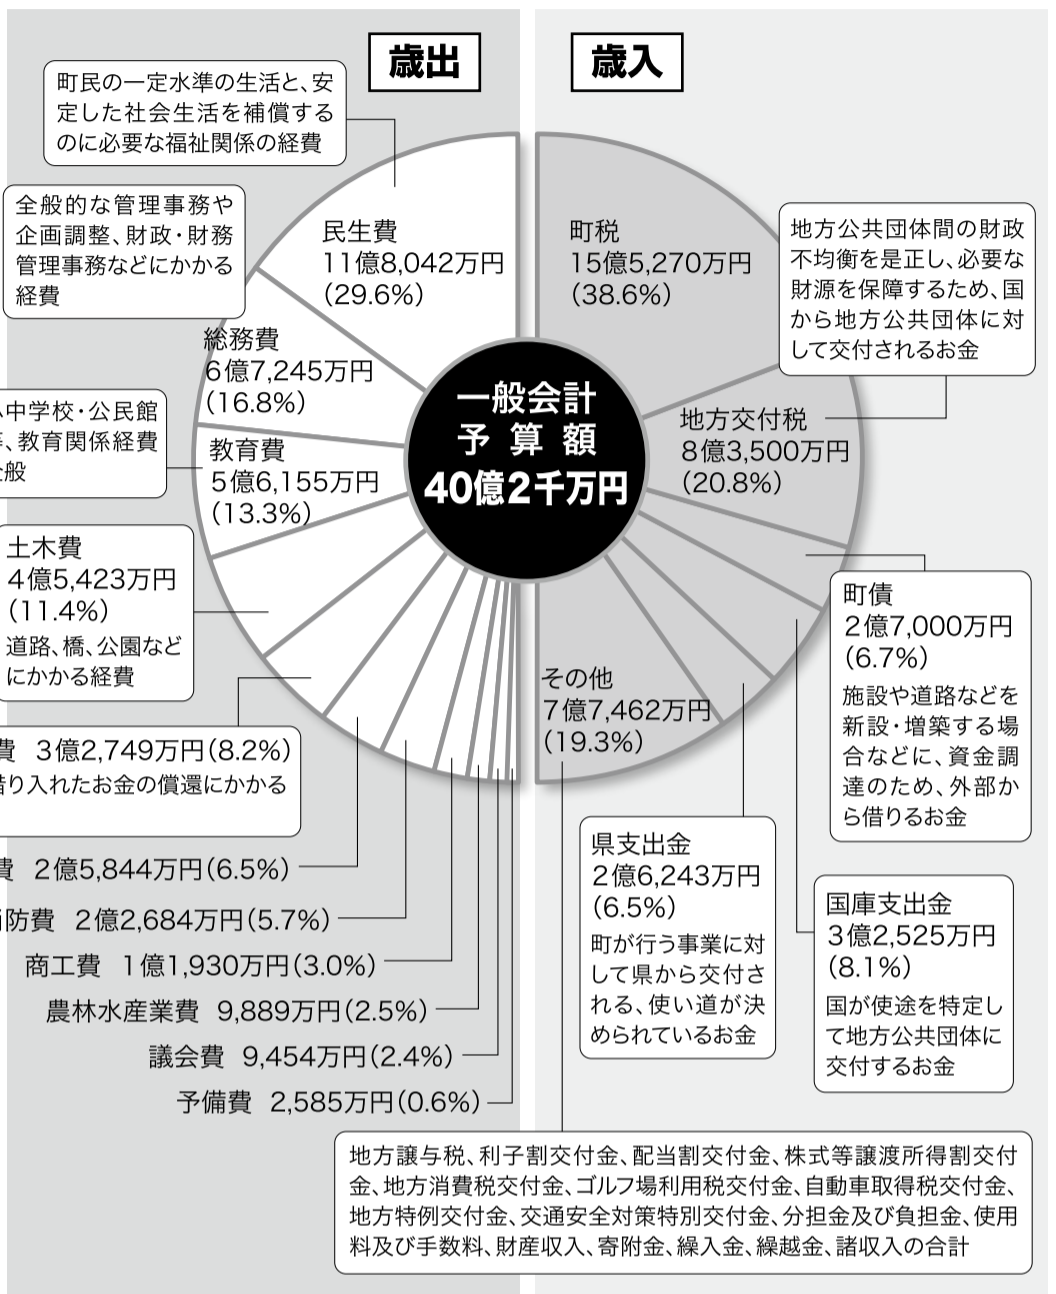 歳出
歳入
町民の一定水準の生活と、安
定した社会生活を補償する
のに必要な福祉関係の経費
全般的な管理事務や
企画調整、財政・財務
管理事務などにかかる
経費
民生費
11億8,042万円
(29.6%)
総務費
6億7,245万円
(16.8%)
中学校・公民館
、教育関係経費
般
教育費
5億6,155万円
(13.3%)
土木費
4億5,423万円
(11.4%)
道路、橋、公園など
にかかる経費
費 3億2,749万円(8.2%)
り入れたお金の償還にかかる
費 2億5,844万円(6.5%)
防費 2億2,684万円(5.7%)
商工費 1億1,930万円(3.0%)
農林水産業費 9,889万円(2.5%)
議会費 9,454万円(2.4%)
予備費 2,585万円(0.6%)
一般会計
予算額
40億2千万円
町税
15億5,270万円
(38.6%)
地方公共団体間の財政
不均衡を是正し、必要な
財源を保障するため、国
から地方公共団体に対
して交付されるお金
地方交付税
8億3,500万円
(20.8%)
町債
2億7,000万円
(6.7%)
施設や道路などを
新設・増築する場
合などに、資金調
達のため、外部か
ら借りるお金
国庫支出金
3億2,525万円
(8.1%)
国が使途を特定し
て地方公共団体に
交付するお金
県支出金
2億6,243万円
(6.5%)
町が行う事業に対
して県から交付さ
れる、使い道が決
められているお金
その他
7億7,462万円
(19.3%)
地方譲与税、利子割交付金、配当割交付金、株式等譲渡所得割交付
金、地方消費税交付金、ゴルフ場利用税交付金、自動車取得税交付金、
地方特例交付金、交通安全対策特別交付金、分担金及び負担金、使用
料及び手数料、財産収入、寄附金、繰入金、繰越金、諸収入の合計